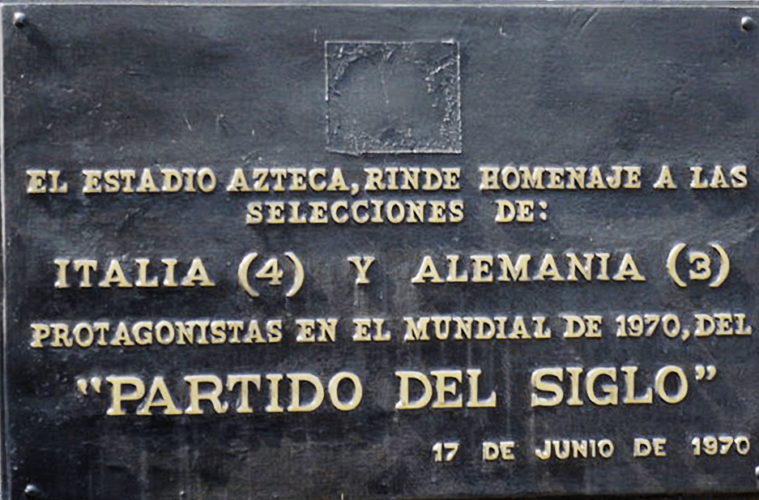 EL ESTADIO AZTECA, RINDE HOMENAJE A LAS
SELECCIONES DE:
ITALIA (4) Y ALEMANIA (3)
PROTAGONISTAS EN EL MUNDIAL DE 1970, DEL
"PARTIDO DEL SIGLO"
17 DE JUNIO DE 1970